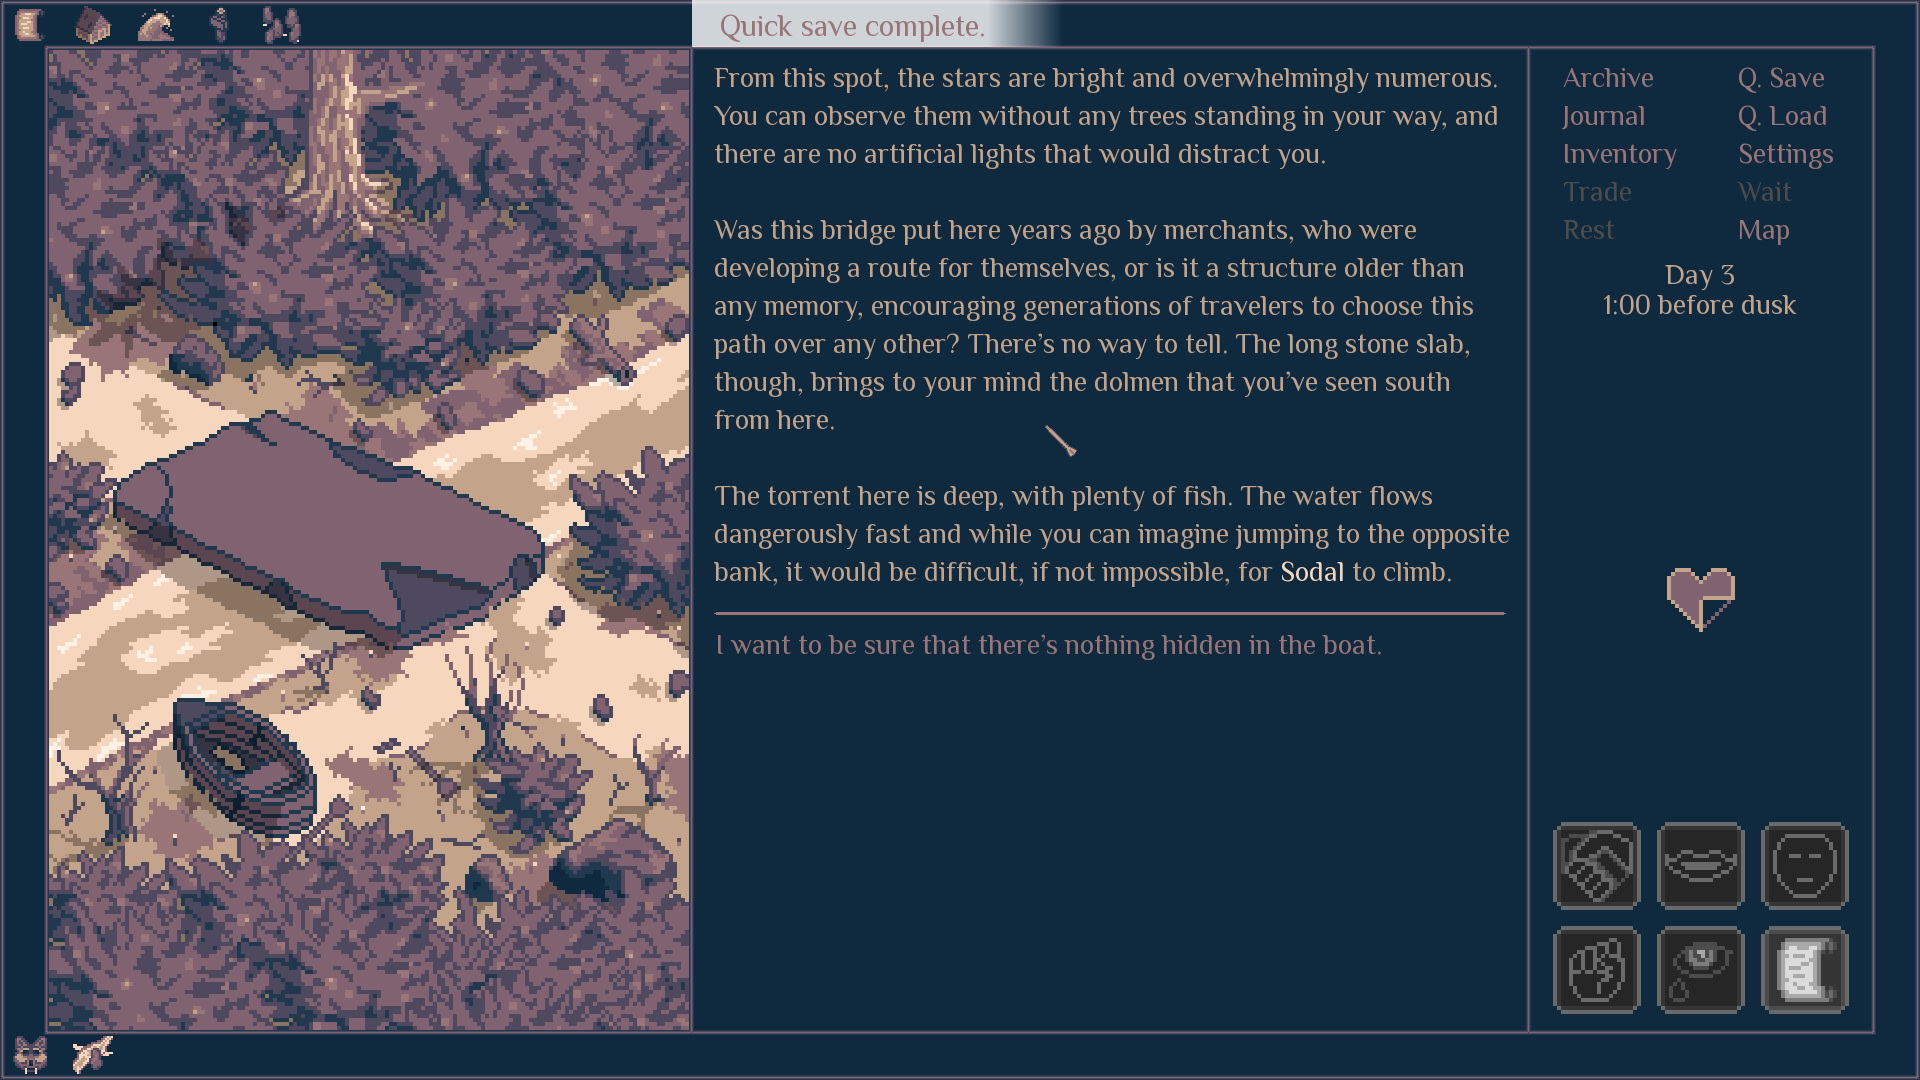 Quick save complete.
From this spot, the stars are bright and overwhelmingly numerous.
You can observe them without any trees standing in your way, and
there are no artificial lights that would distract you.
Was this bridge put here years ago by merchants, who were
developing a route for themselves, or is it a structure older than
any memory, encouraging generations of travelers to choose this
path over any other? There’s no way to tell. The long stone slab,
though, brings to your mind the dolmen that you’ve seen south
from here.
The torrent here is deep, with plenty of fish. The water flows
dangerously fast and while you can imagine jumping to the opposite
bank, it would be difficult, if not impossible, for Sodal to climb.
I want to be sure that there’s nothing hidden in the boat.
Archive Q. Save
Journal Q. Load
Inventory Settings
Trade Wait
Rest Map
Day 3
1:00 before dusk